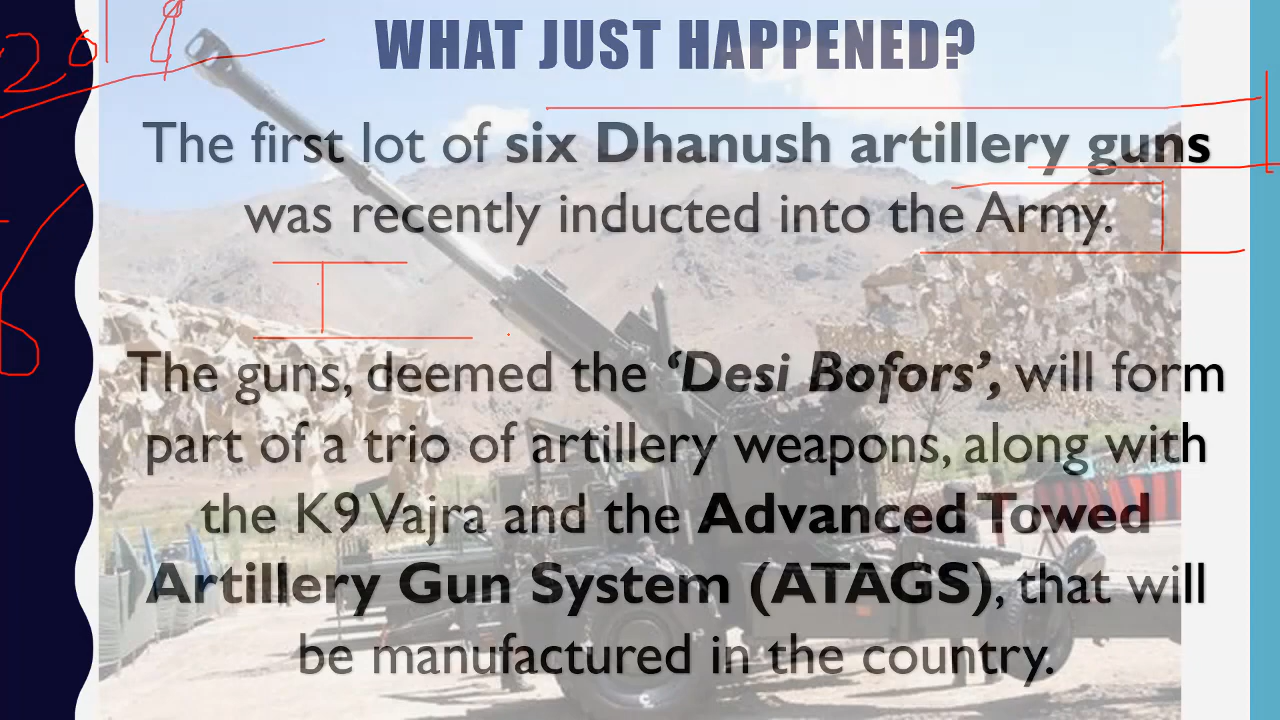 2019
WHAT JUST HAPPENED?
The first lot of six Dhanush artillery guns
was recently inducted into the Army.
6
The guns, deemed the ‘Desi Bofors’, will form
part of a trio of artillery weapons, along with
the K9 Vajra and the Advanced Towed
Artillery Gun System (ATAGS), that will
be manufactured in the country.